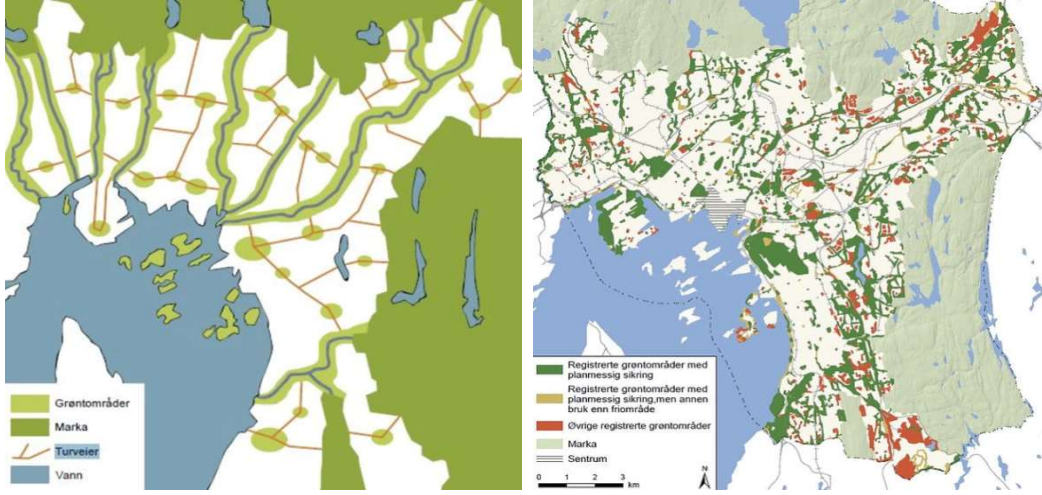 Grøntområder
Marka
Turveier
Vann
Registrerte grøntområder med
planmessig sikring
Registrerte grøntområder med
planmessig sikring,men annen
bruk enn friområde
Øvrige registrerte grøntområder
Marka
Sentrum
0 1 2 3
km
N